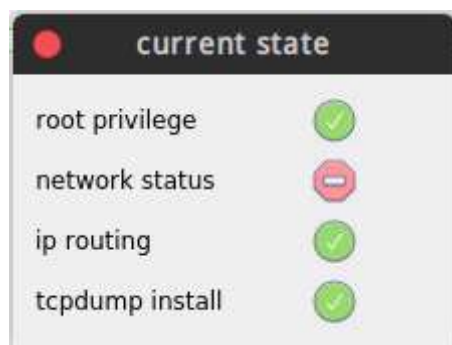 current state
root privilege
network status
ip routing
tcpdump install